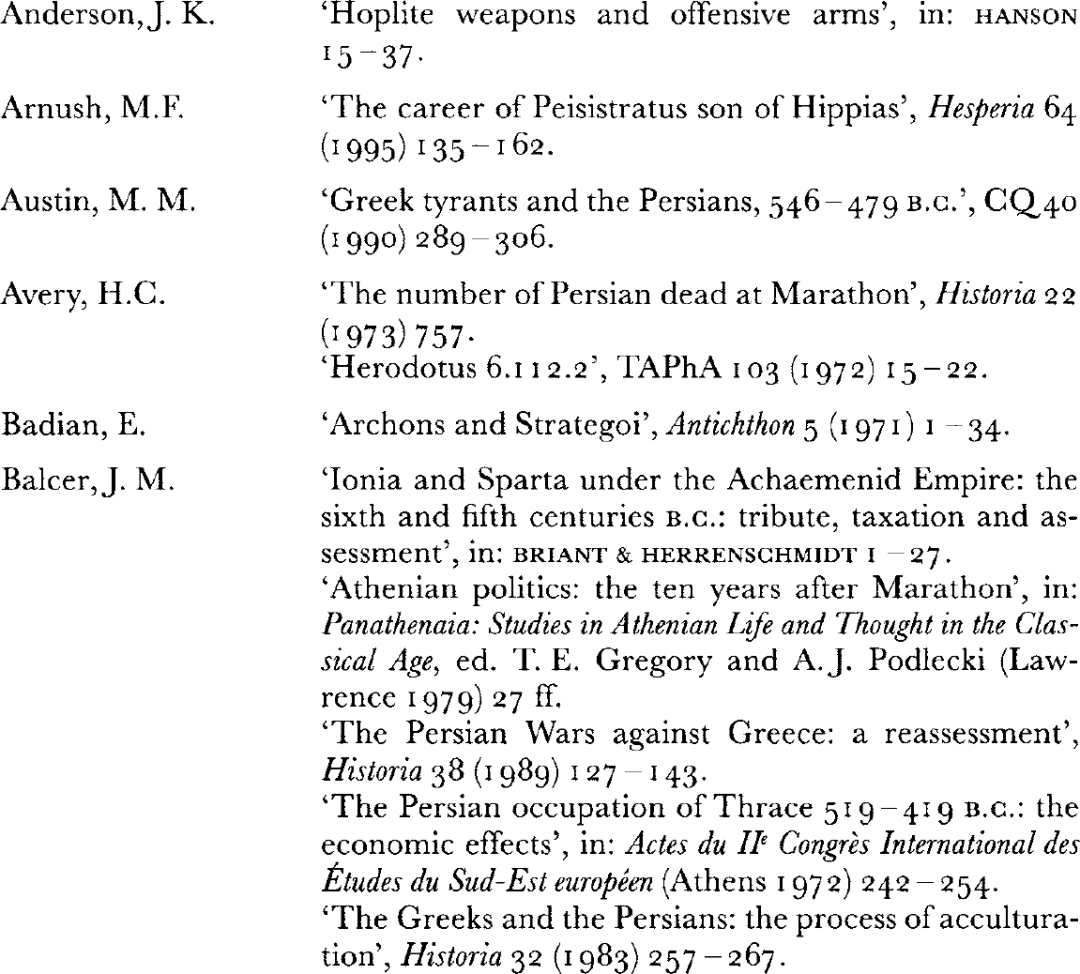 Anderson, J. K. 'Hoplite weapons and offensive arms', in: HANSON
15–37.
Arnush, M.F. 'The career of Peisistratus son of Hippias', Hesperia 64
(1995) 135–162.
Austin, M. M. 'Greek tyrants and the Persians, 546–479 B.C.', CQ 40
(1990) 289–306.
Avery, H.C. 'The number of Persian dead at Marathon', Historia 22
(1973) 757.
'Herodotus 6.112.2', TAPhA 103 (1972) 15–22.
Badian, E. 'Archons and Strategoi', Antichthon 5 (1971) 1–34.
Balcer, J. M. 'Ionia and Sparta under the Achaemenid Empire: the
sixth and fifth centuries B.C.: tribute, taxation and as-
sessment', in: BRIANT & HERRENSCHMIDT 1–27.
'Athenian politics: the ten years after Marathon', in:
Panathenaia: Studies in Athenian Life and Thought in the Clas-
sical Age, ed. T. E. Gregory and A. J. Podlecki (Law-
rence 1979) 27 ff.
'The Persian Wars against Greece: a reassessment',
Historia 38 (1989) 127–143.
'The Persian occupation of Thrace 519–419 B.C.: the
economic effects', in: Actes du IIe Congrès International des
Études du Sud-Est européen (Athens 1972) 242–254.
'The Greeks and the Persians: the process of accultura-
tion', Historia 32 (1983) 257–267.